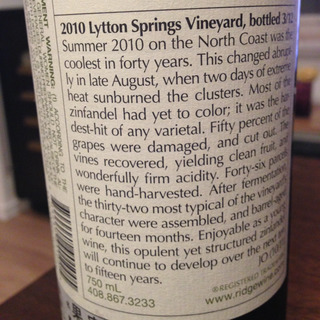 2010 Lytton Springs Vineyard, bottled 3/12
Summer 2010 on the North Coast was the
coolest in forty years. This changed abrup-
ly in late August, when two days of extreme
heat sunburned the clusters. Most of the
zinfandel had yet to color; it was the har-
dest-hit of any varietal. Fifty percent of the
grapes were damaged, and cut out. The
vines recovered, yielding clean fruit, and
wonderfully firm acidity. Forty-six parcels
were hand-harvested. After fermentation,
the thirty-two most typical of the vineyard
character were assembled, and barrel-aged
for fourteen months. Enjoyable as a young
wine, this opulent yet structured zinfandel
will continue to develop over the next
to fifteen years.
750 mL
408.867.3233
®REGISTERED
www.ridgewine